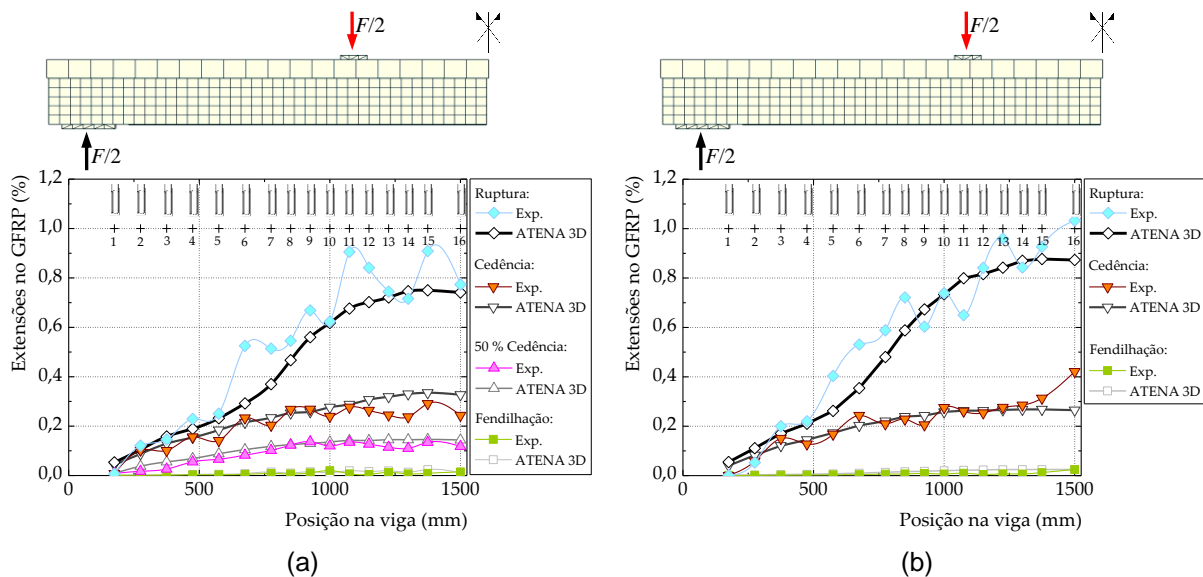 F/2
F/2
Extensões no GFRP (%)
1,2
1,0
0,8
0,6
0,4
0,2
0,0
1 2 3 4 5 6 7 8 9 10 11 12 13 14 15 16
0 500 1000 1500
Posição na viga (mm)
Ruptura:
Exp.
ATENA 3D
Cedência:
Exp.
ATENA 3D
50 % Cedência:
Exp.
ATENA 3D
Fendilhação:
Exp.
ATENA 3D
(a)
F/2
F/2
Extensões no GFRP (%)
1,2
1,0
0,8
0,6
0,4
0,2
0,0
1 2 3 4 5 6 7 8 9 10 11 12 13 14 15 16
0 500 1000 1500
Posição na viga (mm)
Ruptura:
Exp.
ATENA 3D
Cedência:
Exp.
ATENA 3D
Fendilhação:
Exp.
ATENA 3D
(b)